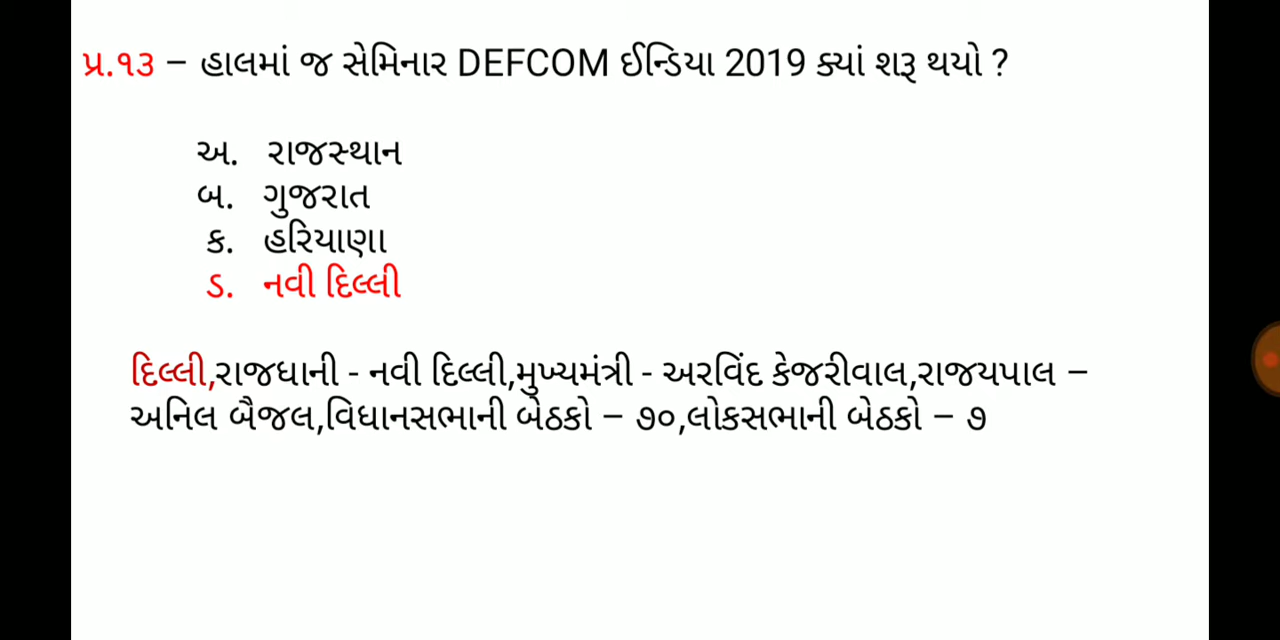 પ્ર.૧૩ – હાલમાં જ સેમિનાર DEFCOM ઈન્ડિયા 2019 ક્યાં શરૂ થયો ?
અ. રાજસ્થાન
બ. ગુજરાત
ક. હરિયાણા
ડ. નવી દિલ્લી
દિલ્લી,રાજધાની - નવી દિલ્લી,મુખ્યમંત્રી - અરવિંદ કેજરીવાલ,રાજયપાલ –
અનિલ બૈજલ,વિધાનસભાની બેઠકો – ૭૦,લોકસભાની બેઠકો – ૭